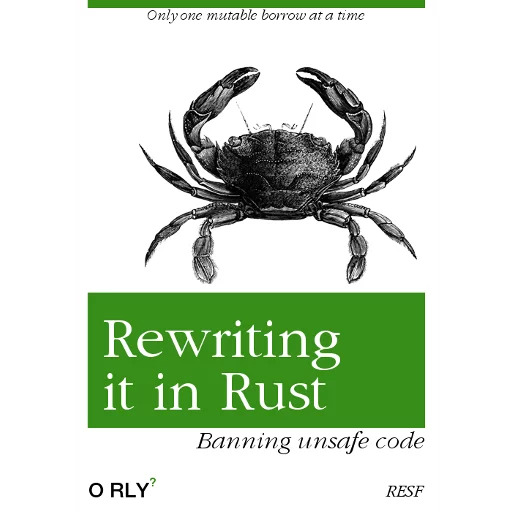 Only one mutable borrow at a time
Rewriting
it in Rust
Banning unsafe code
O RLY?
RESF